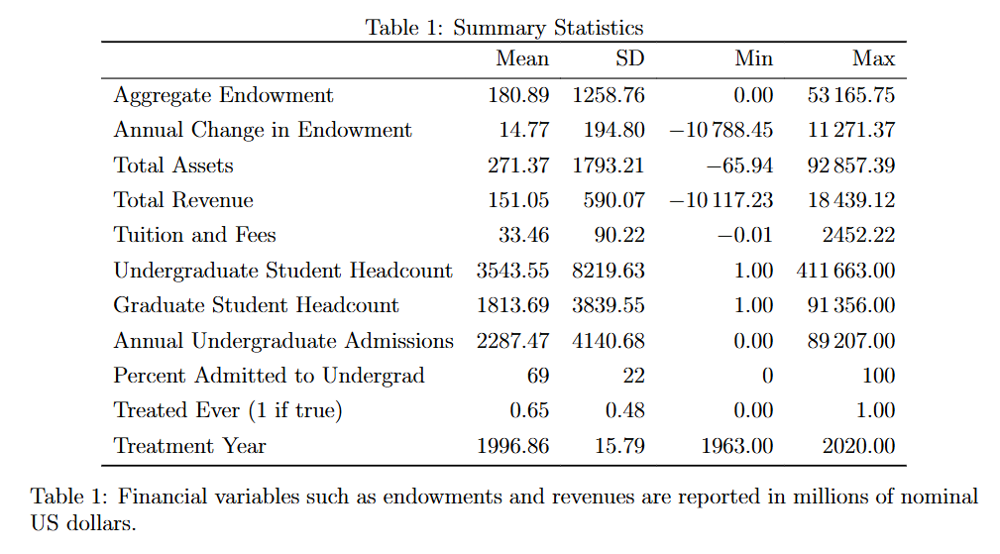 Table 1: Summary Statistics
Mean SD Min Max
Aggregate Endowment 180.89 1258.76 0.00 53 165.75
Annual Change in Endowment 14.77 194.80 −10 788.45 11 271.37
Total Assets 271.37 1793.21 −65.94 92 857.39
Total Revenue 151.05 590.07 −10 117.23 18 439.12
Tuition and Fees 33.46 90.22 −0.01 2452.22
Undergraduate Student Headcount 3543.55 8219.63 1.00 411 663.00
Graduate Student Headcount 1813.69 3839.55 1.00 91 356.00
Annual Undergraduate Admissions 2287.47 4140.68 0.00 89 207.00
Percent Admitted to Undergrad 69 22 0 100
Treated Ever (1 if true) 0.65 0.48 0.00 1.00
Treatment Year 1996.86 15.79 1963.00 2020.00
Table 1: Financial variables such as endowments and revenues are reported in millions of nominal
US dollars.